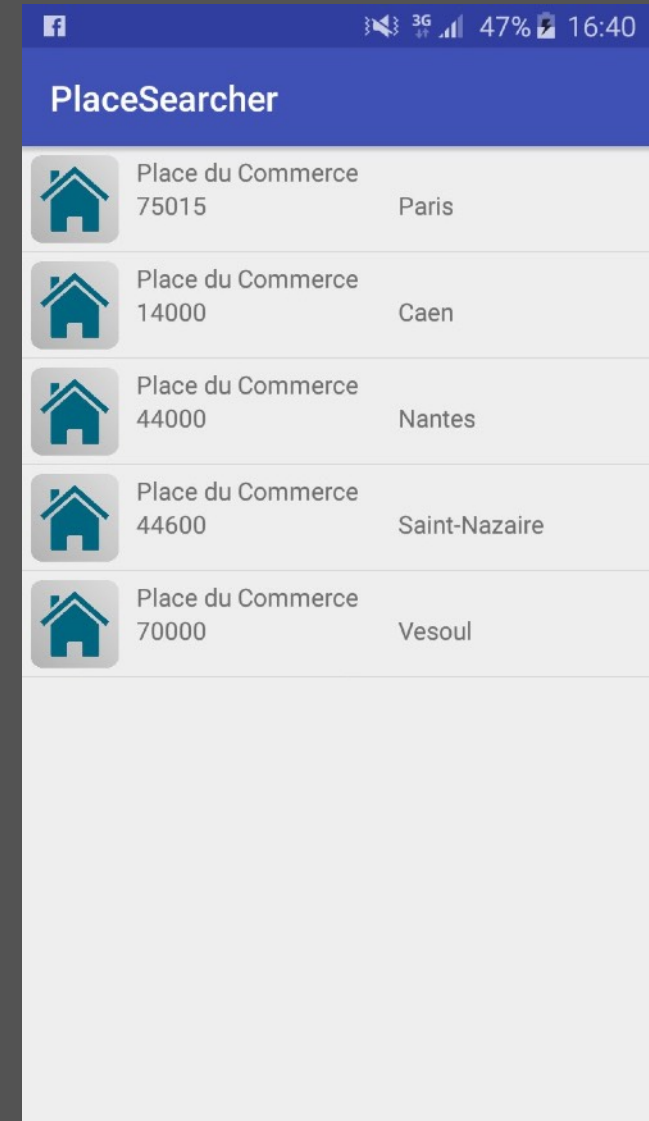 3G 47% 16:40
PlaceSearcher
Place du Commerce
75015 Paris
Place du Commerce
14000 Caen
Place du Commerce
44000 Nantes
Place du Commerce
44600 Saint-Nazaire
Place du Commerce
70000 Vesoul